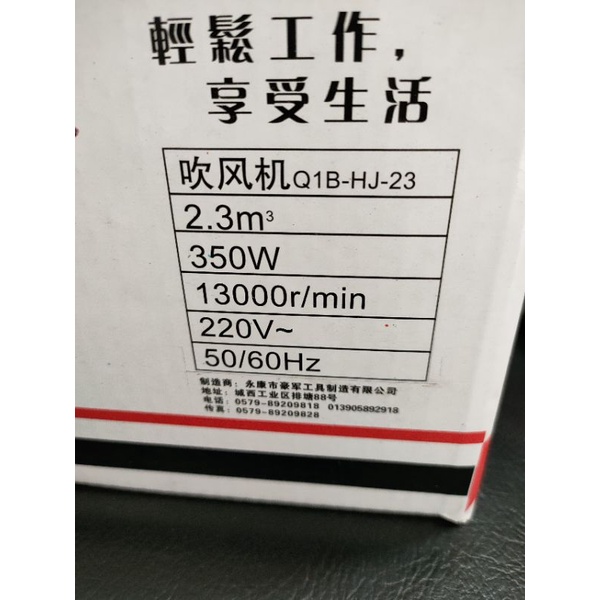 輕鬆工作，
享受生活
吹风机Q1B-HJ-23
2.3m³
350W
13000r/min
220V~
50/60Hz
制造商：永康市豪军工具制造有限公司
地址：城西工业区排塘88号
电话：0579-89209818 013905892918
传真：0579-89209828